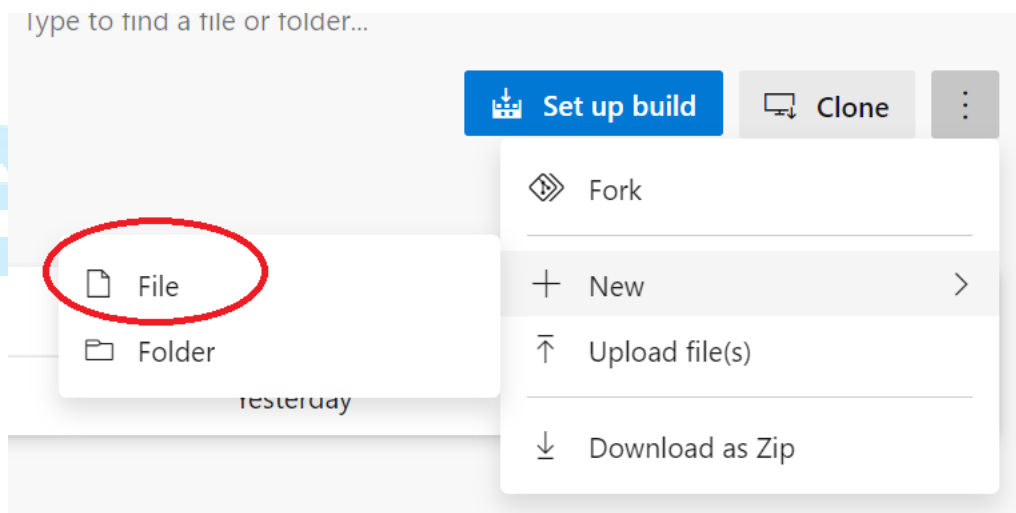 Type to find a file or folder...
Set up build
Clone
Fork
New
File
Upload file(s)
Folder
Yesterday
Download as Zip